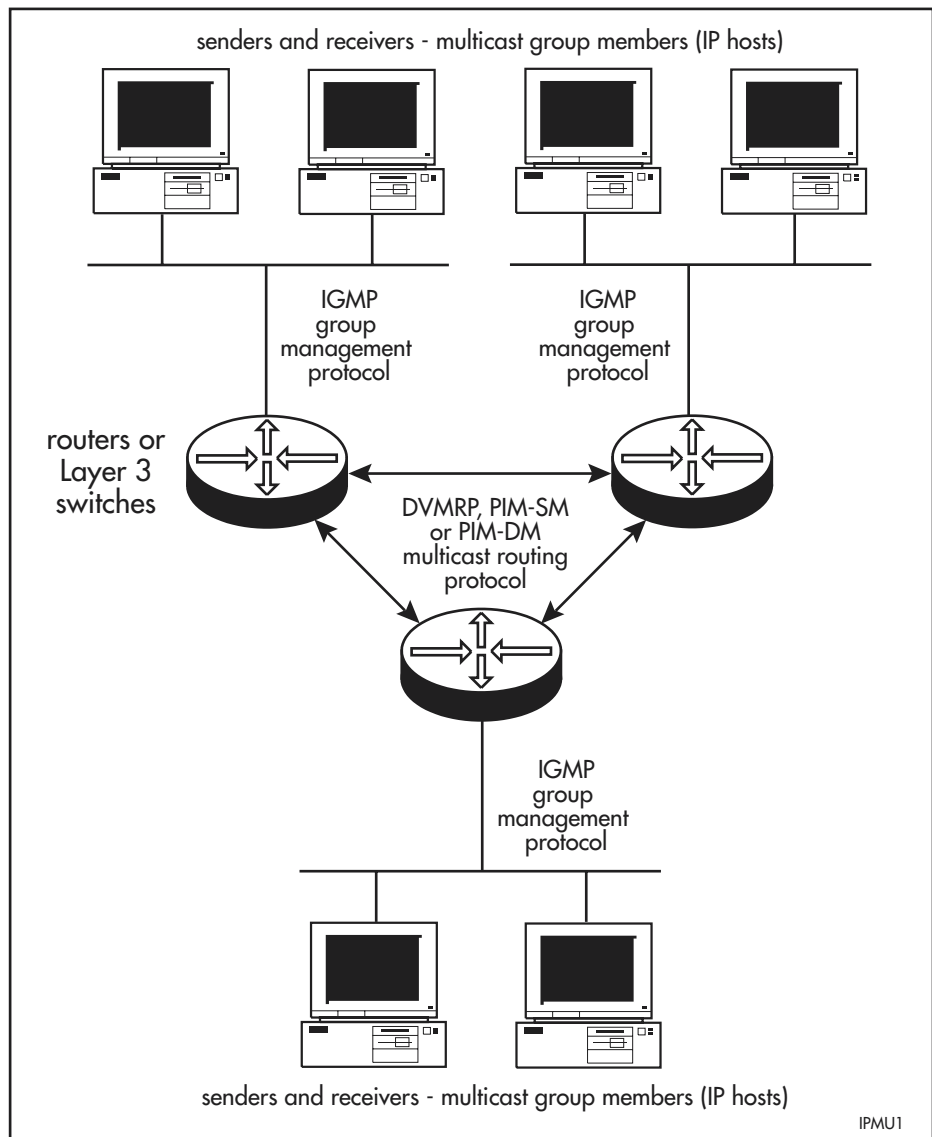 senders and receivers - multicast group members (IP hosts)
IGMP
group
management
protocol
IGMP
group
management
protocol
routers or
Layer 3
switches
DVMRP, PIM-SM
or PIM-DM
multicast routing
protocol
IGMP
group
management
protocol
senders and receivers - multicast group members (IP hosts)
IPMU1